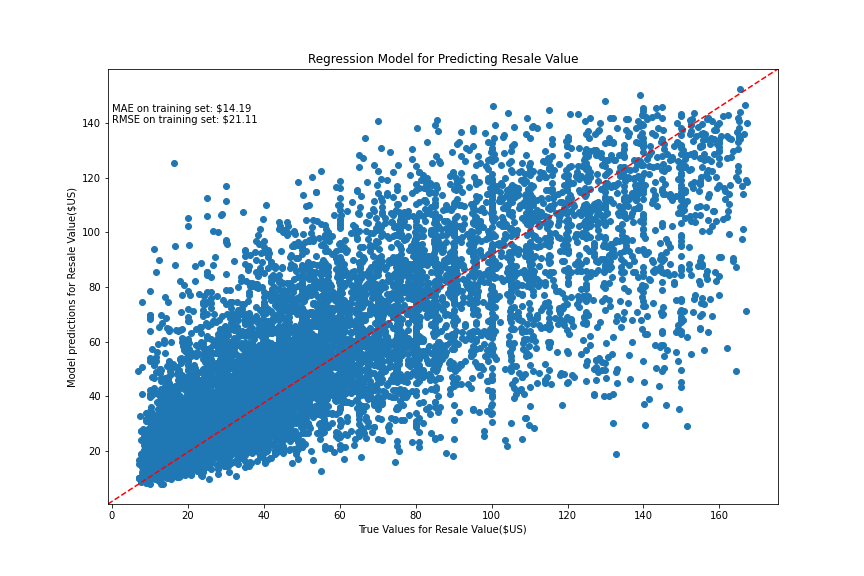 Regression Model for Predicting Resale Value
MAE on training set: $14.19
RMSE on training set: $21.11
Model predictions for Resale Value($US)
140
120
100
80
60
40
20
0 20 40 60 80 100 120 140 160
True Values for Resale Value($US)